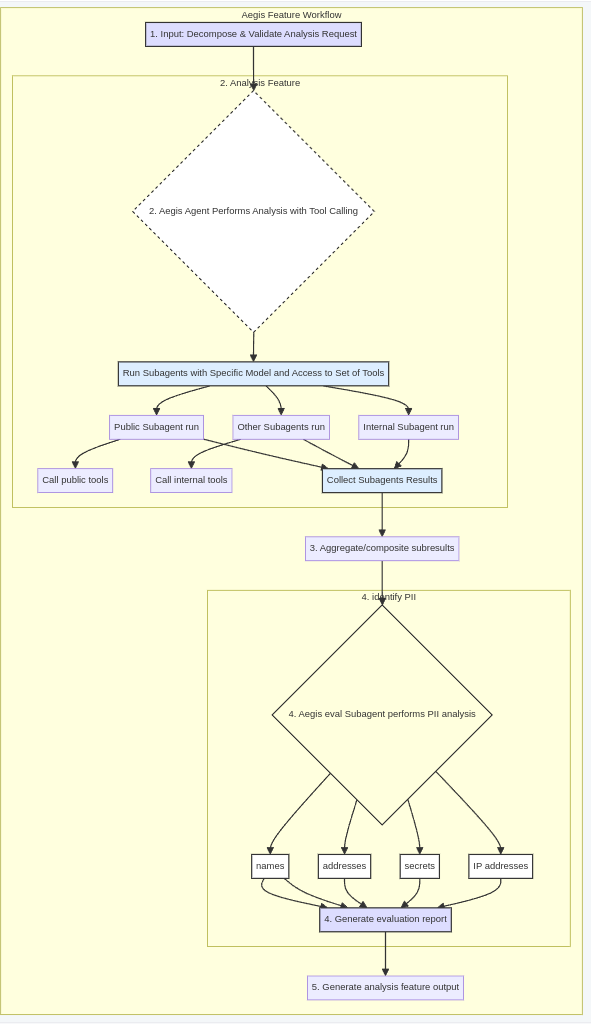 Aegis Feature Workflow
1. Input: Decompose & Validate Analysis Request
2. Analysis Feature
2. Aegis Agent Performs Analysis with Tool Calling
Run Subagents with Specific Model and Access to Set of Tools
Public Subagent run
Other Subagents run
Internal Subagent run
Call public tools
Call internal tools
Collect Subagents Results
3. Aggregate/composite subresults
4. identify PII
4. Aegis eval Subagent performs PII analysis
names
addresses
secrets
IP addresses
4. Generate evaluation report
5. Generate analysis feature output